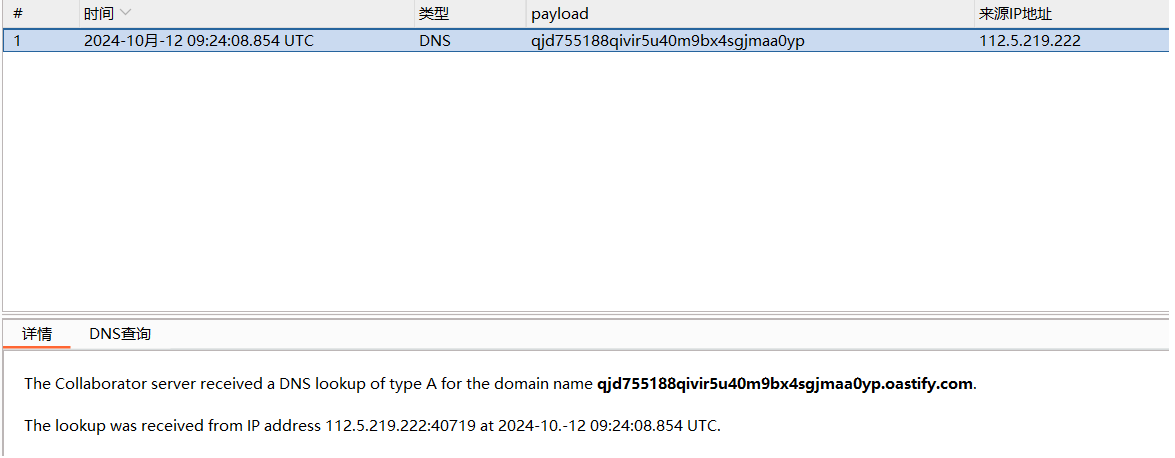 # 时间 类型 payload 来源IP地址
1 2024-10月-12 09:24:08.854 UTC DNS qjd755188qivir5u40m9bx4sgjmaa0yp 112.5.219.222
详情 DNS查询
The Collaborator server received a DNS lookup of type A for the domain name qjd755188qivir5u40m9bx4sgjmaa0yp.oastify.com.
The lookup was received from IP address 112.5.219.222:40719 at 2024-10.-12 09:24:08.854 UTC.